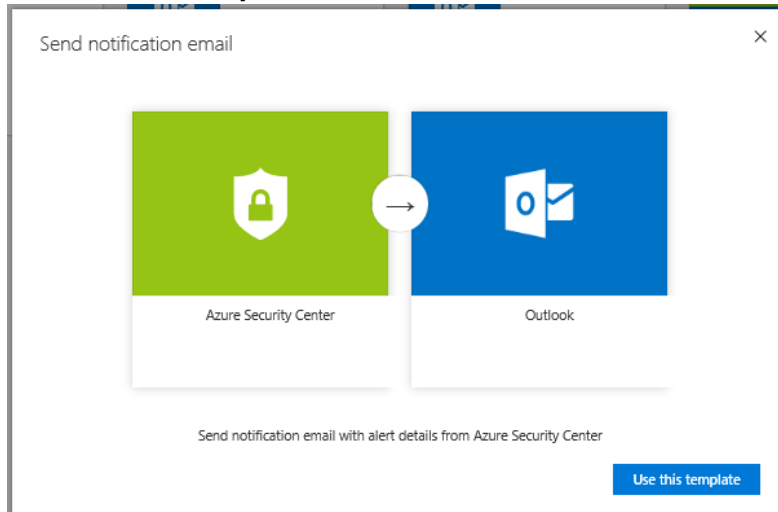 Send notification email
Azure Security Center
Outlook
Send notification email with alert details from Azure Security Center
Use this template